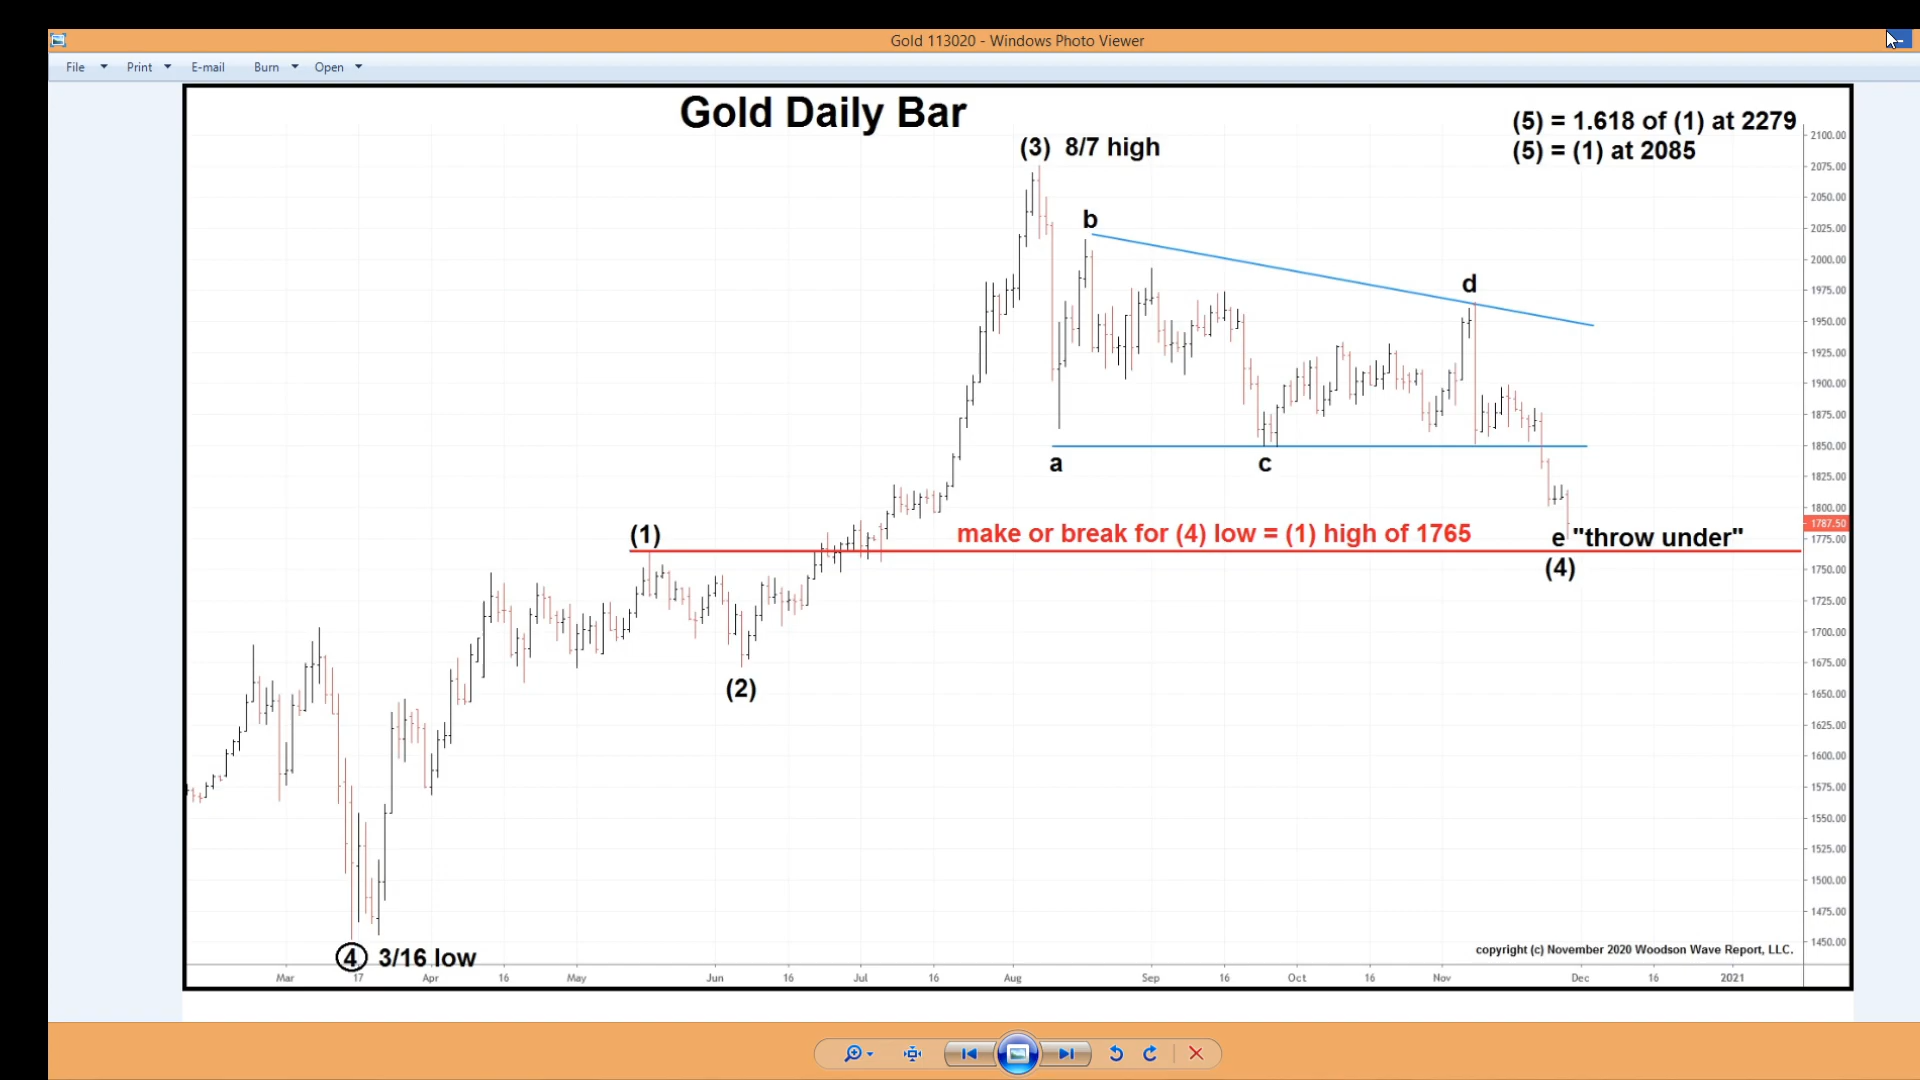 Gold 113020 - Windows Photo Viewer
File Print E-mail Burn Open
Gold Daily Bar
(5) = 1.618 of (1) at 2279
(5) = (1) at 2085
(3) 8/7 high
b
d
a
c
(1)
make or break for (4) low = (1) high of 1765
e "throw under"
(4)
(2)
4 3/16 low
copyright (c) November 2020 Woodson Wave Report, LLC.
2100.00
2075.00
2050.00
2025.00
2000.00
1975.00
1950.00
1925.00
1900.00
1875.00
1850.00
1825.00
1800.00
1787.50
1775.00
1750.00
1725.00
1700.00
1675.00
1650.00
1625.00
1600.00
1575.00
1550.00
1525.00
1500.00
1475.00
1450.00
Mar 17 Apr 16 May Jun 16 Jul 16 Aug Sep 16 Oct 16 Nov Dec 16 2021